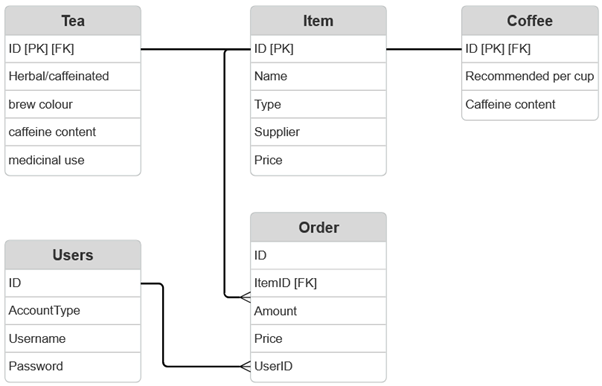 Tea
ID [PK] [FK]
Herbal/caffeinated
brew colour
caffeine content
medicinal use
Item
ID [PK]
Name
Type
Supplier
Price
Coffee
ID [PK] [FK]
Recommended per cup
Caffeine content
Users
ID
AccountType
Username
Password
Order
ID
ItemID [FK]
Amount
Price
UserID